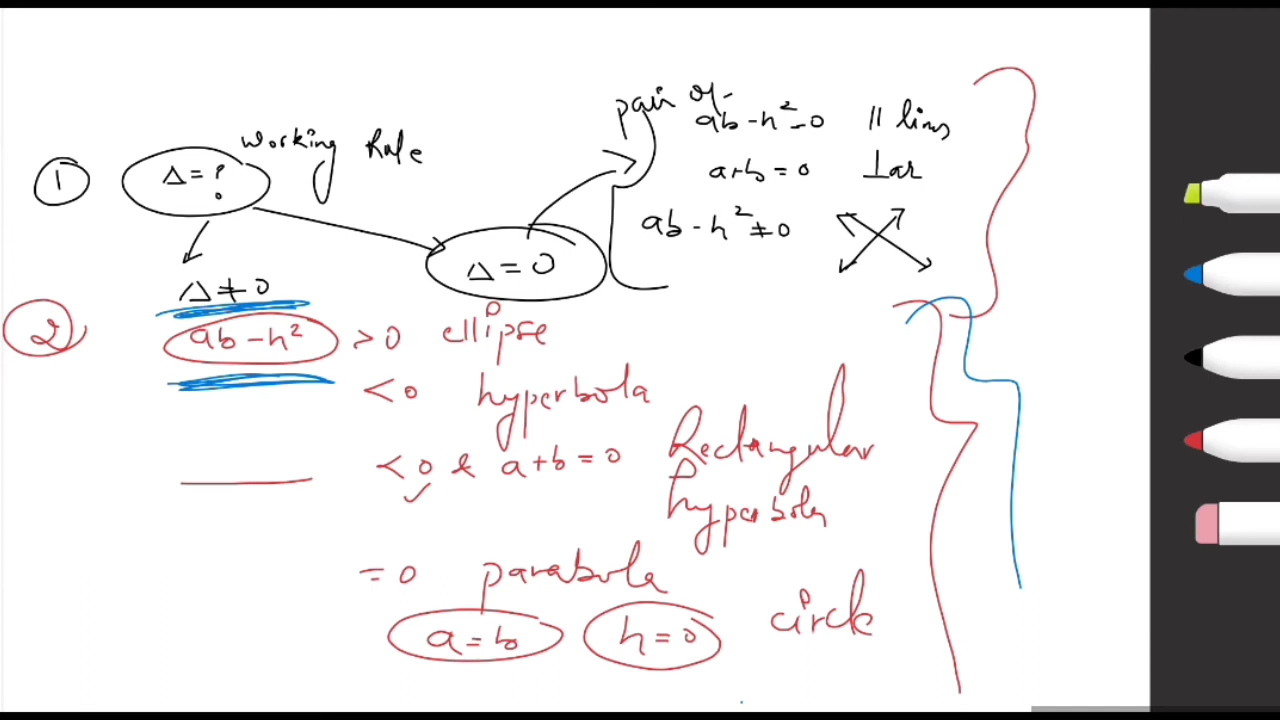 pair of
ab - h² = 0 || lines
Working Rule
① Δ = ?
a+b = 0 ⊥ar
ab - h² ≠ 0
Δ = 0
Δ ≠ 0
② ab - h² > 0 ellipse
< 0 hyperbola
< 0 & a+b = 0 Rectangular
hyperbola
= 0 parabola
a = b h = 0 circle